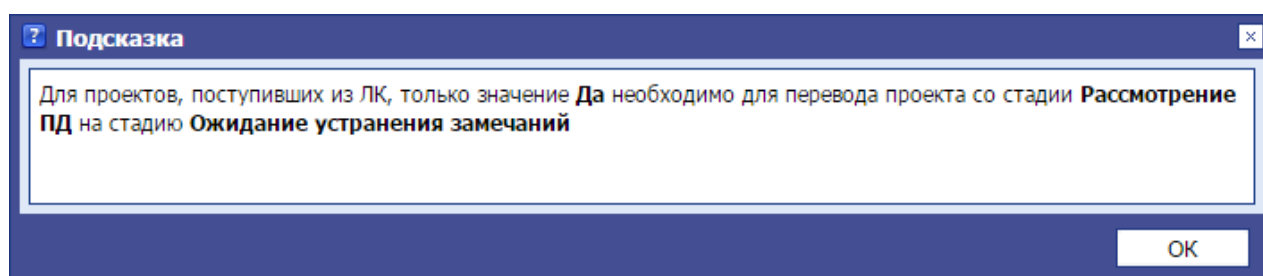 Подсказка
Для проектов, поступивших из ЛК, только значение Да необходимо для перевода проекта со стадии Рассмотрение
ПД на стадию Ожидание устранения замечаний
ОК